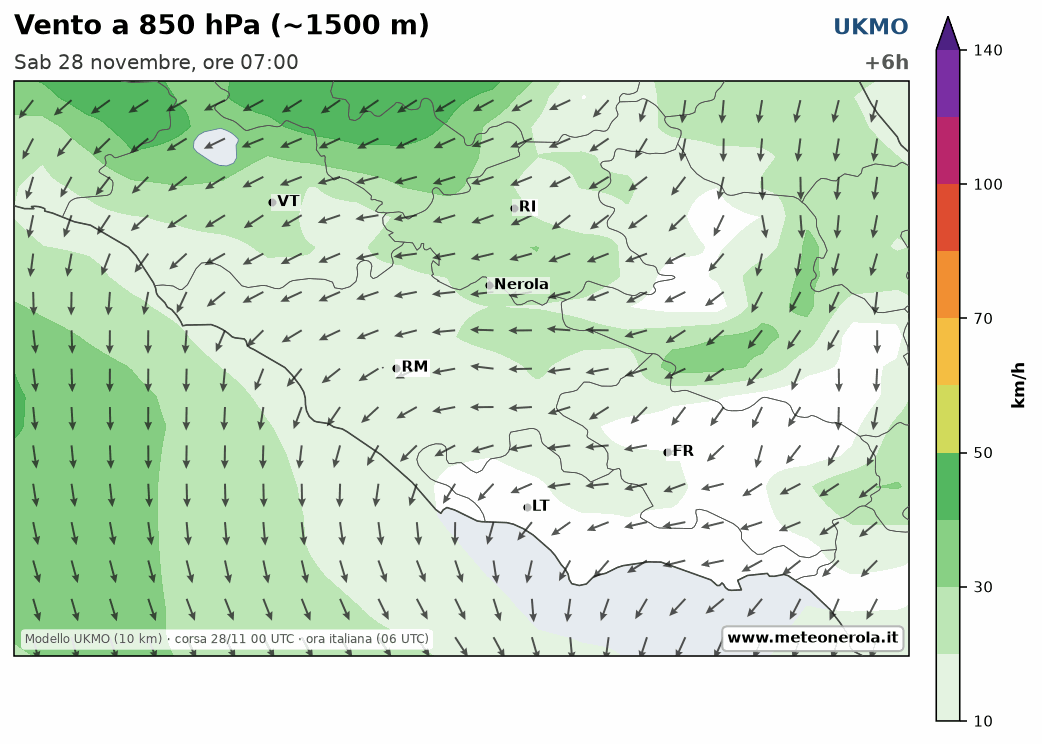 Vento a 850 hPa (~1500 m)
UKMO
Sab 28 novembre, ore 07:00
+6h
VT
RI
Nerola
RM
FR
LT
Modello UKMO (10 km) · corsa 28/11 00 UTC · ora italiana (06 UTC)
www.meteonerola.it
140
100
70
50
30
10
km/h